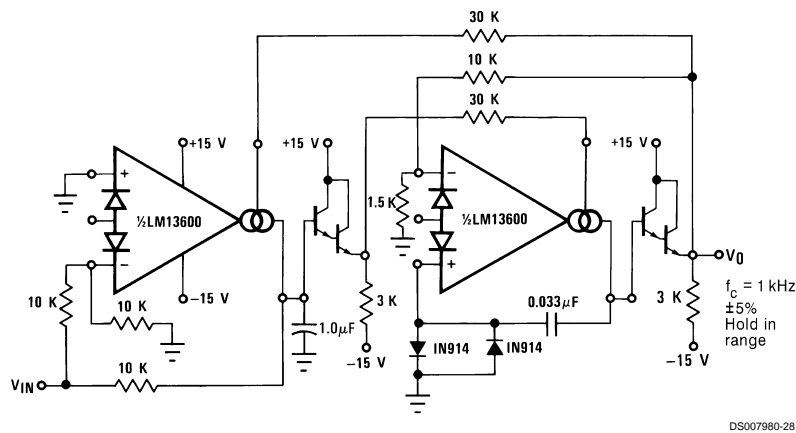 30 K
10 K
30 K
+15 V
+15 V
+15 V
+
−
1.5 K
½LM13600
½LM13600
−
+
V0
10 K
10 K
−15 V
3 K
1.0µF
0.033µF
3 K
fc = 1 kHz
±5%
Hold in
range
IN914
IN914
−15 V
−15 V
VIN
10 K
DS007980-28